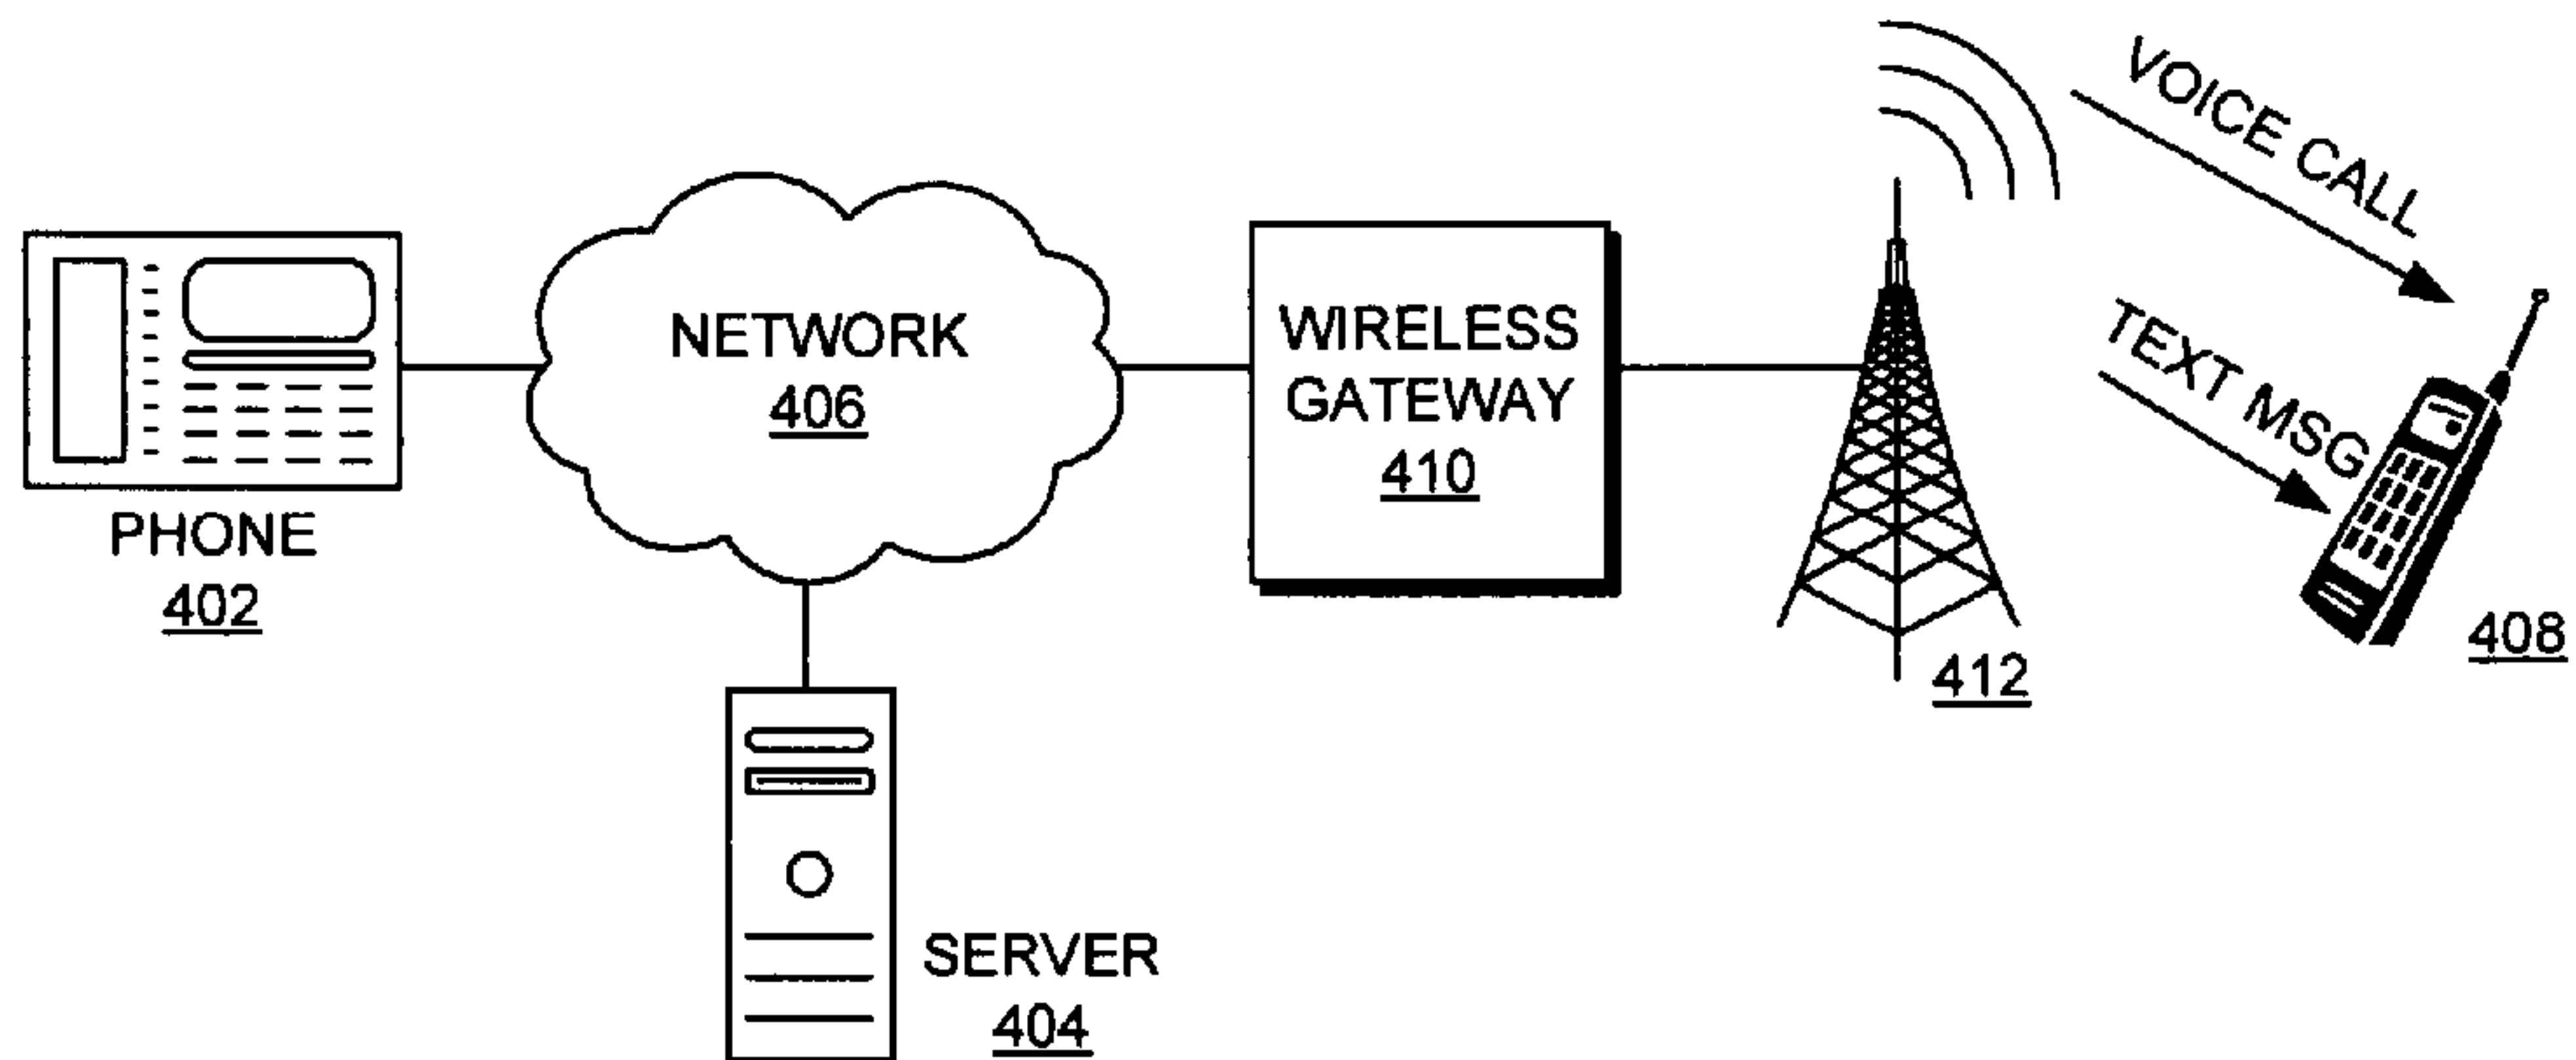 PHONE
402
NETWORK
406
SERVER
404
WIRELESS
GATEWAY
410
412
VOICE CALL
TEXT MSG
408